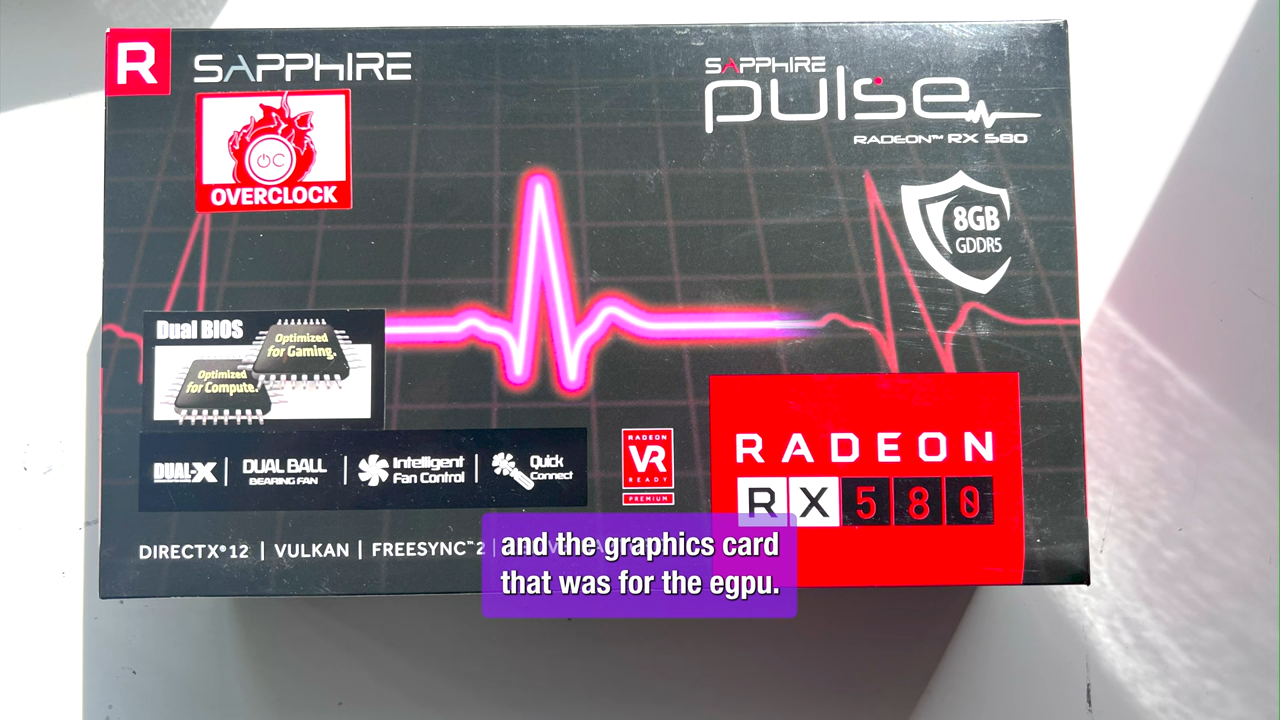 R SAPPHIRE
SAPPHIRE
pulse
RADEON™ RX 580
OC
OVERCLOCK
8GB
GDDR5
Dual BIOS
Optimized
for Gaming.
Optimized
for Compute.
DUAL-X
DUAL BALL
BEARING FAN
Intelligent
Fan Control
Quick
Connect
RADEON
VR
READY
PREMIUM
RADEON
RX 580
DIRECTX®12 | VULKAN | FREESYNC™ 2 |
and the graphics card
that was for the egpu.